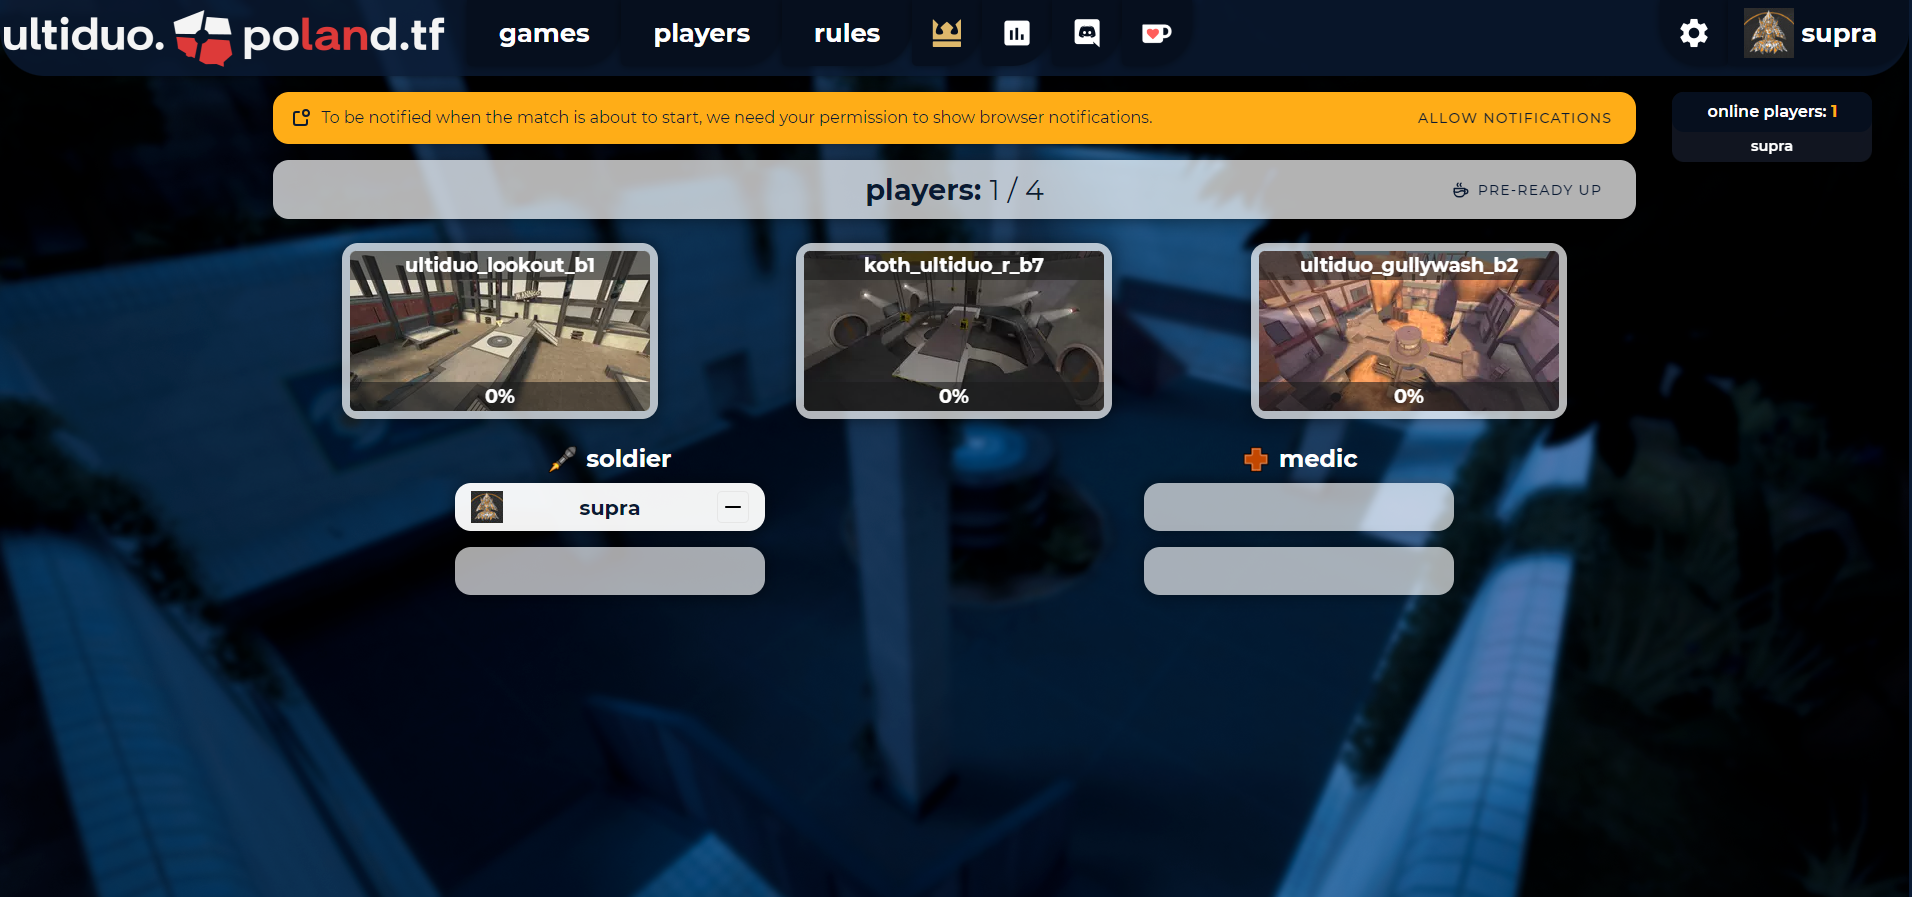 ultiduo. poland.tf
games
players
rules
supra
To be notified when the match is about to start, we need your permission to show browser notifications.
ALLOW NOTIFICATIONS
online players: 1
supra
players: 1 / 4
PRE-READY UP
ultiduo_lookout_b1
0%
koth_ultiduo_r_b7
0%
ultiduo_gullywash_b2
0%
soldier
supra
medic